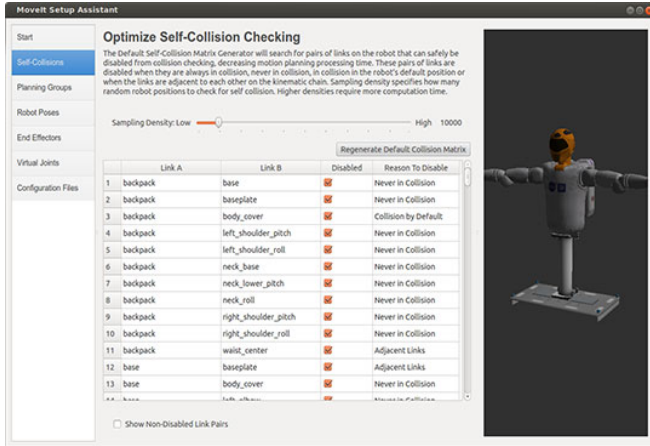 MoveIt Setup Assistant
Start
Self-Collisions
Planning Groups
Robot Poses
End Effectors
Virtual Joints
Configuration Files
Optimize Self-Collision Checking
The Default Self-Collision Matrix Generator will search for pairs of links on the robot that can safely be
disabled from collision checking, decreasing motion planning processing time. These pairs of links are
disabled when they are always in collision, never in collision, in collision in the robot's default position or
when the links are adjacent to each other on the kinematic chain. Sampling density specifies how many
random robot positions to check for self collision. Higher densities require more computation time.
Sampling Density: Low High 10000
Regenerate Default Collision Matrix
Link A Link B Disabled Reason To Disable
1 backpack base Never in Collision
2 backpack baseplate Never in Collision
3 backpack body_cover Collision by Default
4 backpack left_shoulder_pitch Never in Collision
5 backpack left_shoulder_roll Never in Collision
6 backpack neck_base Never in Collision
7 backpack neck_lower_pitch Never in Collision
8 backpack neck_roll Never in Collision
9 backpack right_shoulder_pitch Never in Collision
10 backpack right_shoulder_roll Never in Collision
11 backpack waist_center Adjacent Links
12 base baseplate Adjacent Links
13 base body_cover Never in Collision
14 base left_elbow Never in Collision
Show Non-Disabled Link Pairs